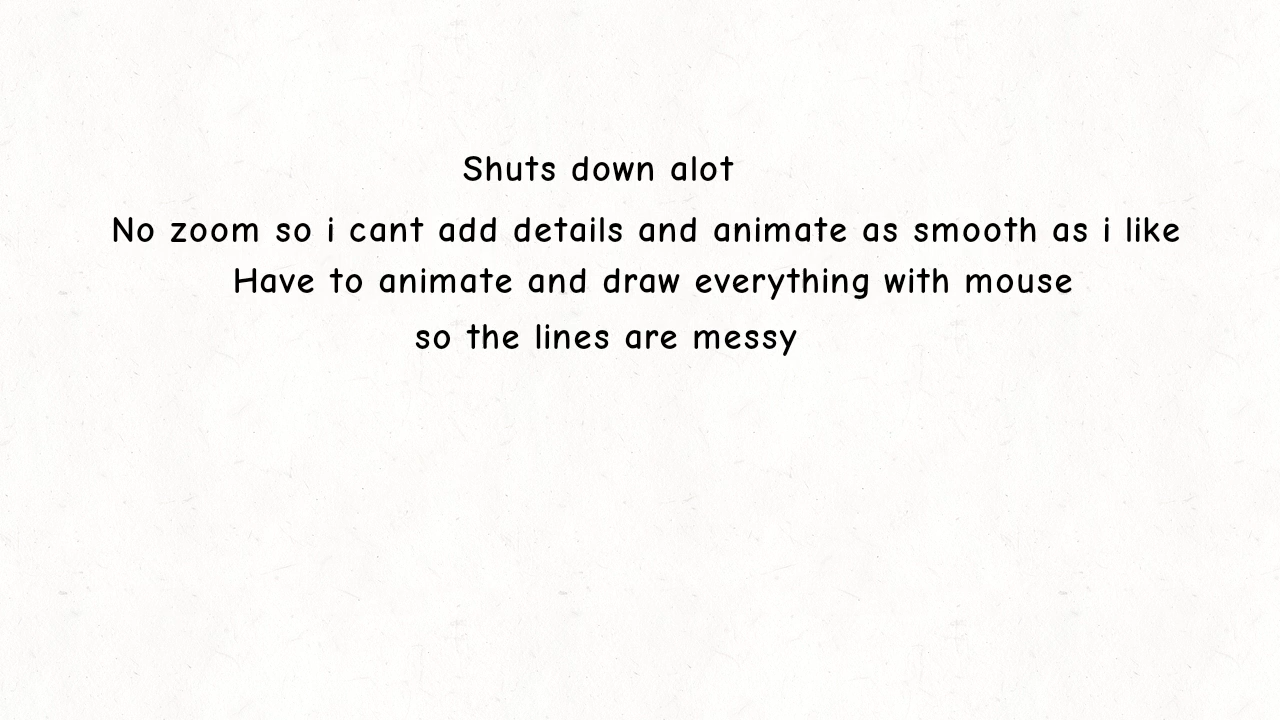 Shuts down alot
No zoom so i cant add details and animate as smooth as i like
Have to animate and draw everything with mouse
so the lines are messy